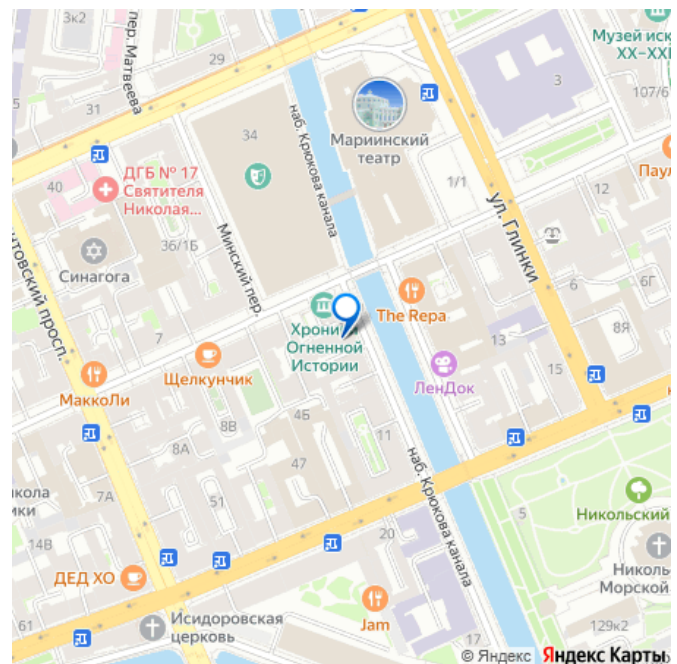 3к2
пер. Матвеева
29
31
Музей иск
XX–XXI
3
107/6
Мариинский
театр
34
наб. Крюкова канала
ДГБ № 17
Святителя
Николая...
40
1/1
ул. Глинки
12
Паул
36/1Б
Синагога
Минский пер.
6
6Г
нтовский просп.
The Repa
Хроники
Огненной
Истории
7
Щелкунчик
МаккоЛи
13
8Я
15
ЛенДок
4Б
8В
8А
11
47
наб. Крюкова канала
кола
ики
7А
51
Никольский
5
14В
20
ДЕД ХО
Николь
Морской
61
Исидоровская
церковь
Jam
17
129к2
© Яндекс Яндекс Карты